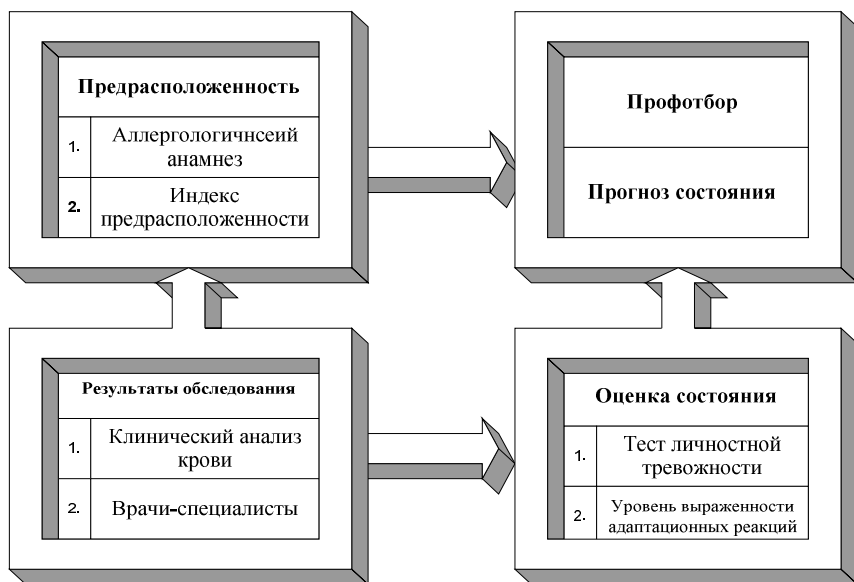 Предрасположенность
1. Аллергологичнсеий
анамнез
2. Индекс
предрасположенности
Профотбор
Прогноз состояния
Результаты обследования
1. Клинический анализ
крови
2. Врачи-специалисты
Оценка состояния
1. Тест личностной
тревожности
2. Уровень выраженности
адаптационных реакций